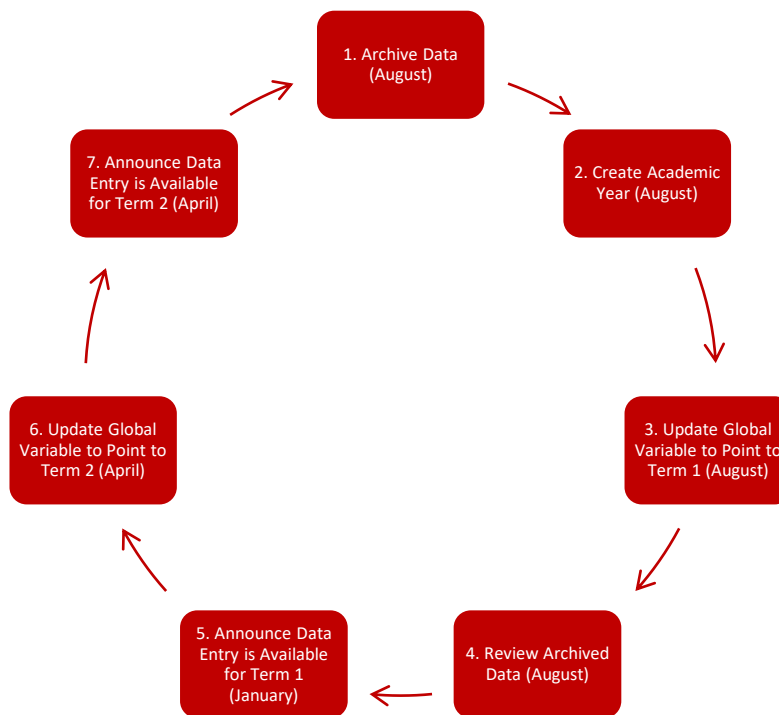 1. Archive Data
(August)
2. Create Academic
Year (August)
3. Update Global
Variable to Point to
Term 1 (August)
4. Review Archived
Data (August)
5. Announce Data
Entry is Available
for Term 1
(January)
6. Update Global
Variable to Point to
Term 2 (April)
7. Announce Data
Entry is Available
for Term 2 (April)